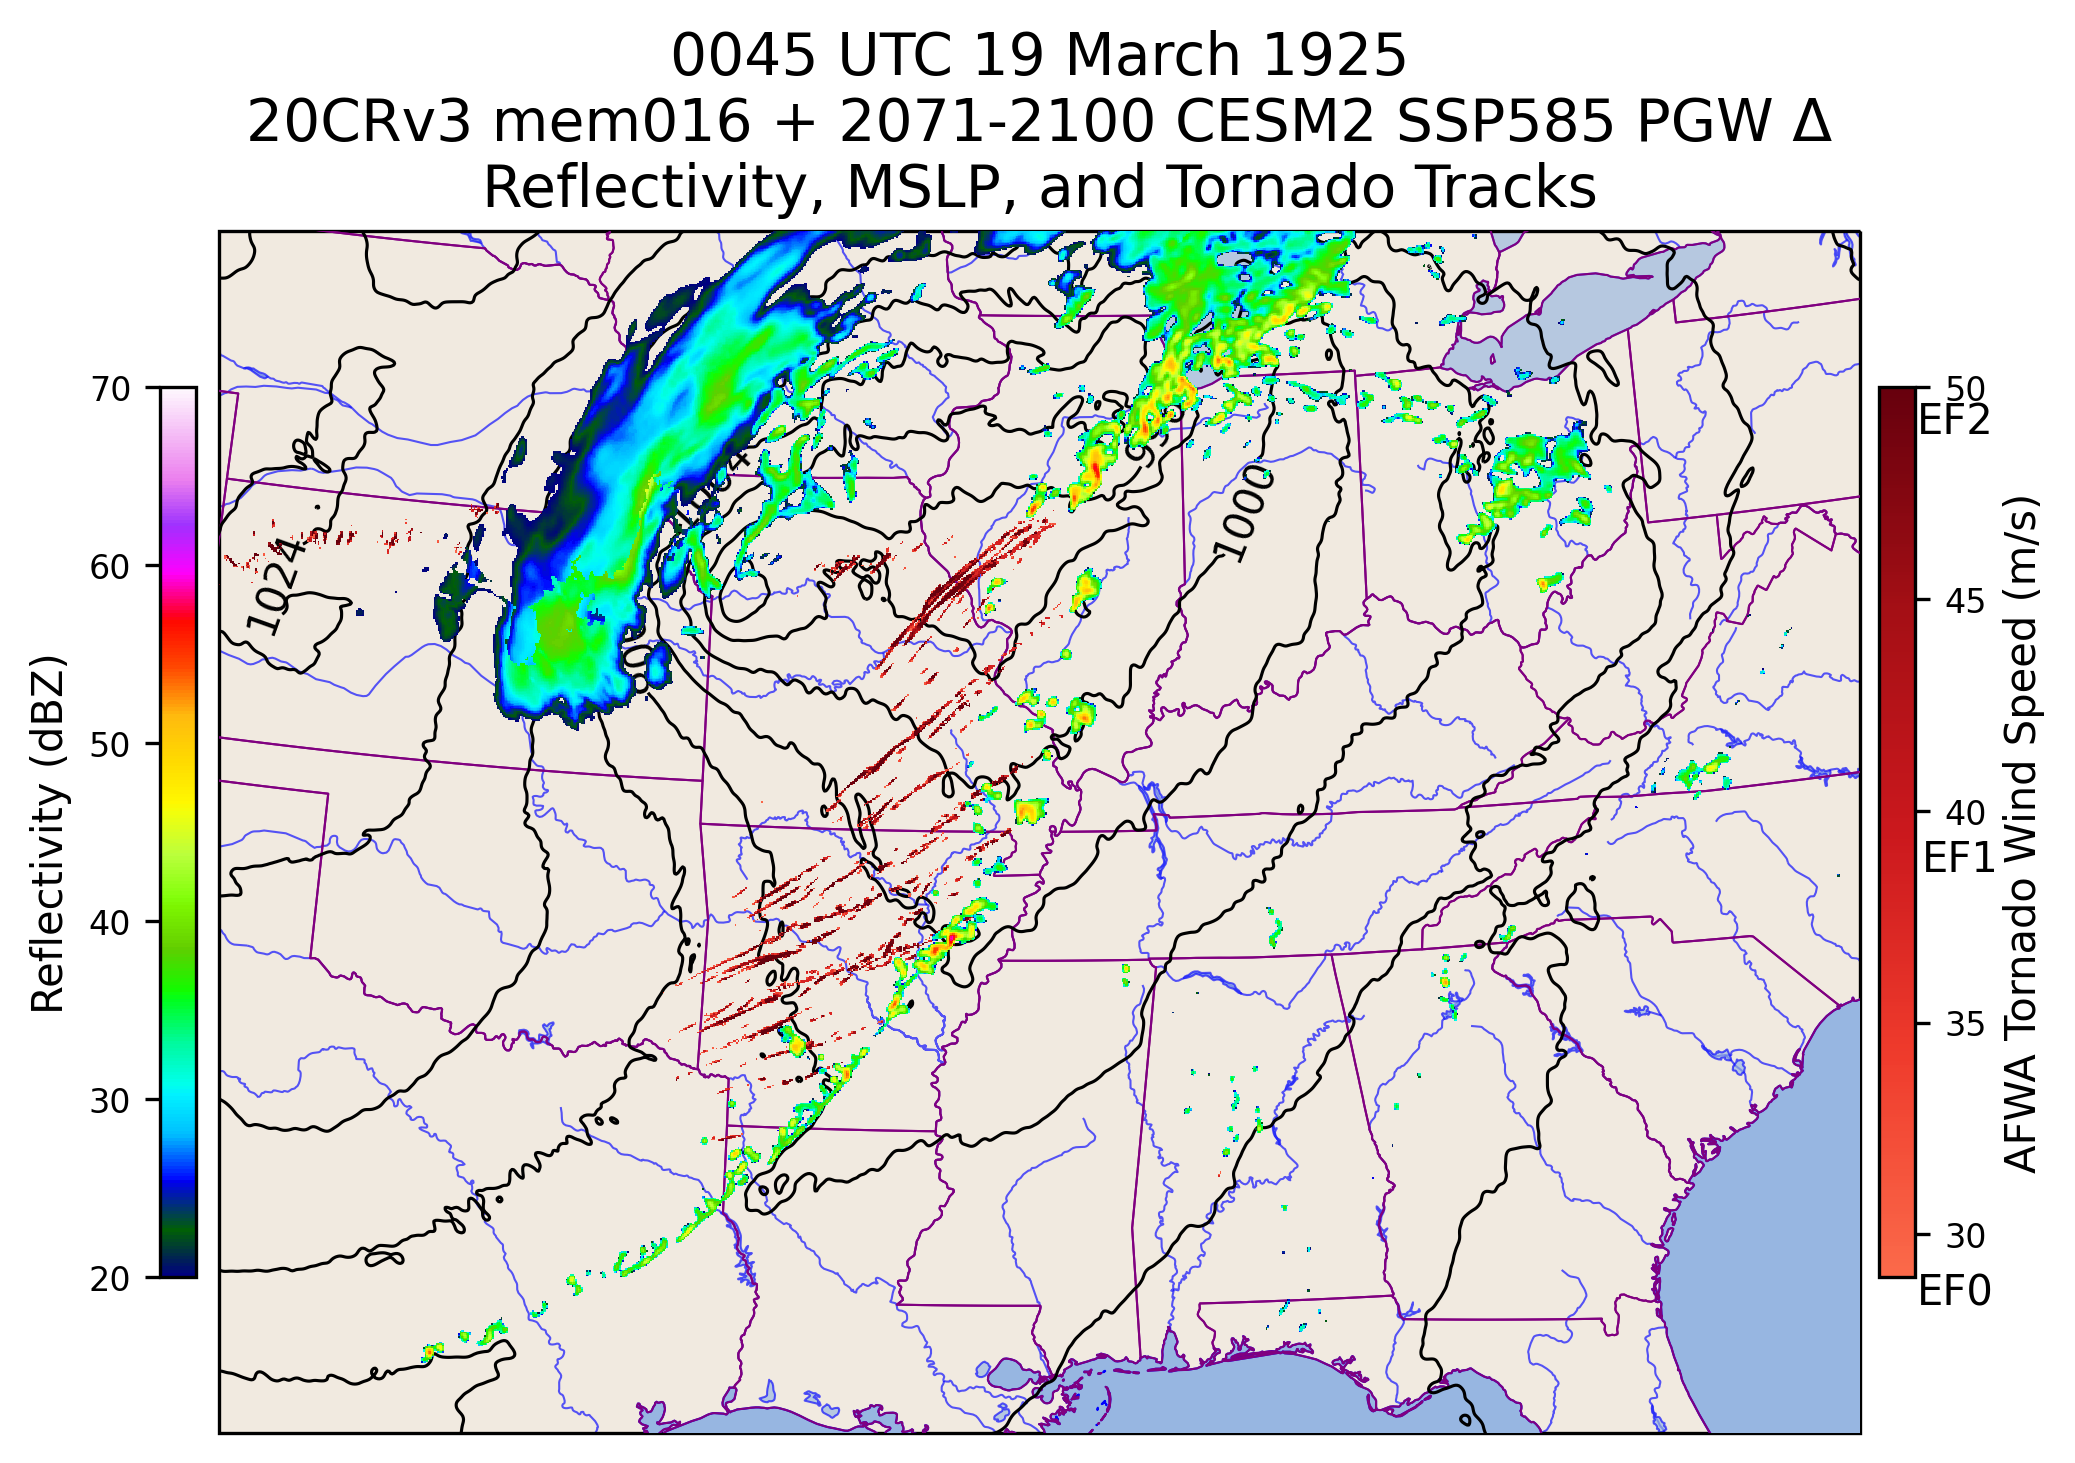 0045 UTC 19 March 1925
20CRv3 mem016 + 2071-2100 CESM2 SSP585 PGW Δ
Reflectivity, MSLP, and Tornado Tracks
Reflectivity (dBZ)
70
60
50
40
30
20
1024
1000
50
EF2
45
40
EF1
35
30
EF0
AFWA Tornado Wind Speed (m/s)